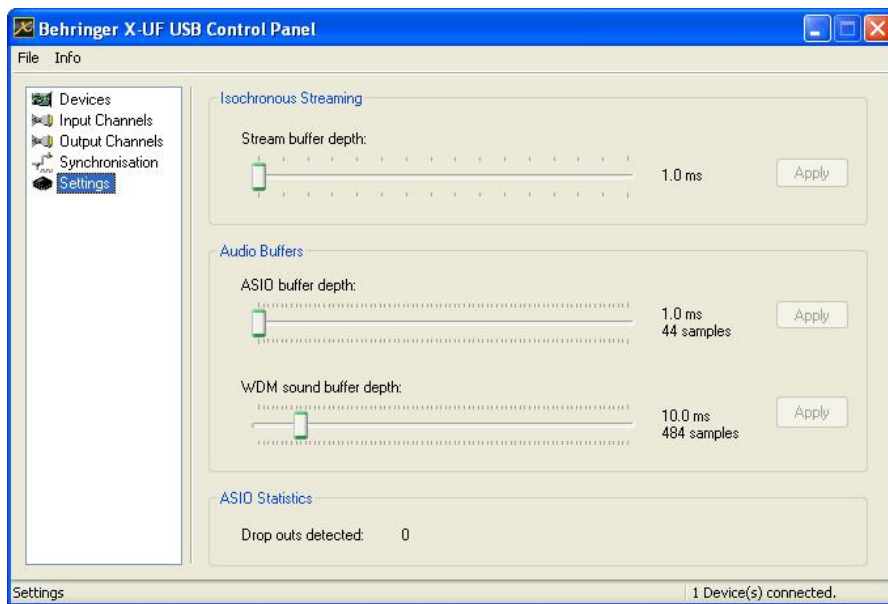 Behringer X-UF USB Control Panel
File Info
Devices
Input Channels
Output Channels
Synchronisation
Settings
Isochronous Streaming
Stream buffer depth:
1.0 ms
Apply
Audio Buffers
ASIO buffer depth:
1.0 ms
44 samples
Apply
WDM sound buffer depth:
10.0 ms
484 samples
Apply
ASIO Statistics
Drop outs detected: 0
Settings
1 Device(s) connected.